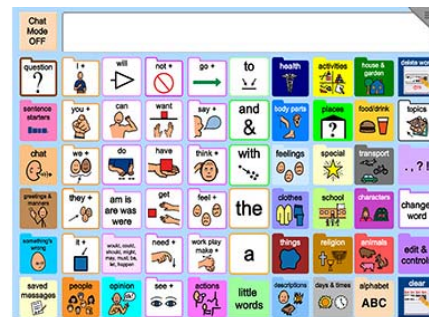 Chat
Mode
OFF
question
?
I +
will
not +
go +
to
health
activities
house &
garden
delete word
sentence
starters
you +
can
want
say +
and
&
body parts
places
?
food/drink
topics
chat
we +
do
have
think +
with
feelings
special
transport
. , ? !
greetings &
manners
they +
am is
are was
were
get
feel +
the
clothes
school
characters
change
word
something's
wrong
it +
would, could,
should, might,
may, must, be,
let, happen
need +
work play
make +
a
things
religion
animals
edit &
controls
saved
messages
people
opinion
see +
actions
little
words
descriptions
days & times
alphabet
ABC
clear